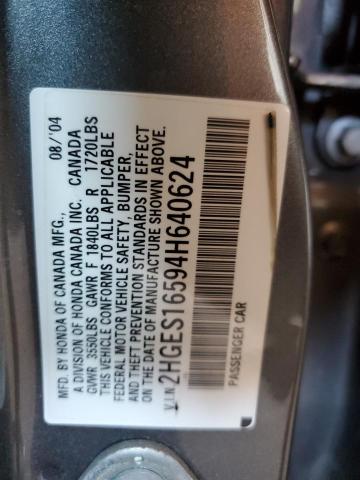 MFD. BY HONDA OF CANADA MFG., 08/'04
A DIVISION OF HONDA CANADA INC. CANADA
GVWR 3550LBS GAWR F 1840LBS R 1720LBS
THIS VEHICLE CONFORMS TO ALL APPLICABLE
FEDERAL MOTOR VEHICLE SAFETY, BUMPER,
AND THEFT PREVENTION STANDARDS IN EFFECT
ON THE DATE OF MANUFACTURE SHOWN ABOVE.
V.I.N. 2HGES16594H640624
PASSENGER CAR